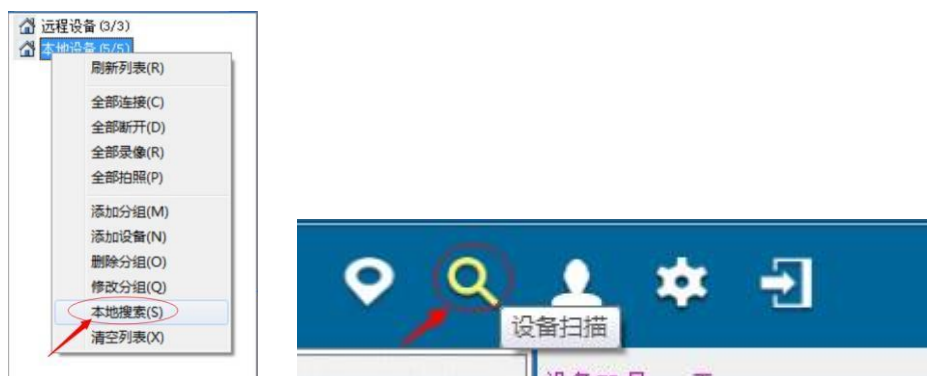 远程设备 (3/3)
本地设备 (5/5)
刷新列表(R)
全部连接(C)
全部断开(D)
全部录像(R)
全部拍照(P)
添加分组(M)
添加设备(N)
删除分组(O)
修改分组(Q)
本地搜索(S)
清空列表(X)
设备扫描